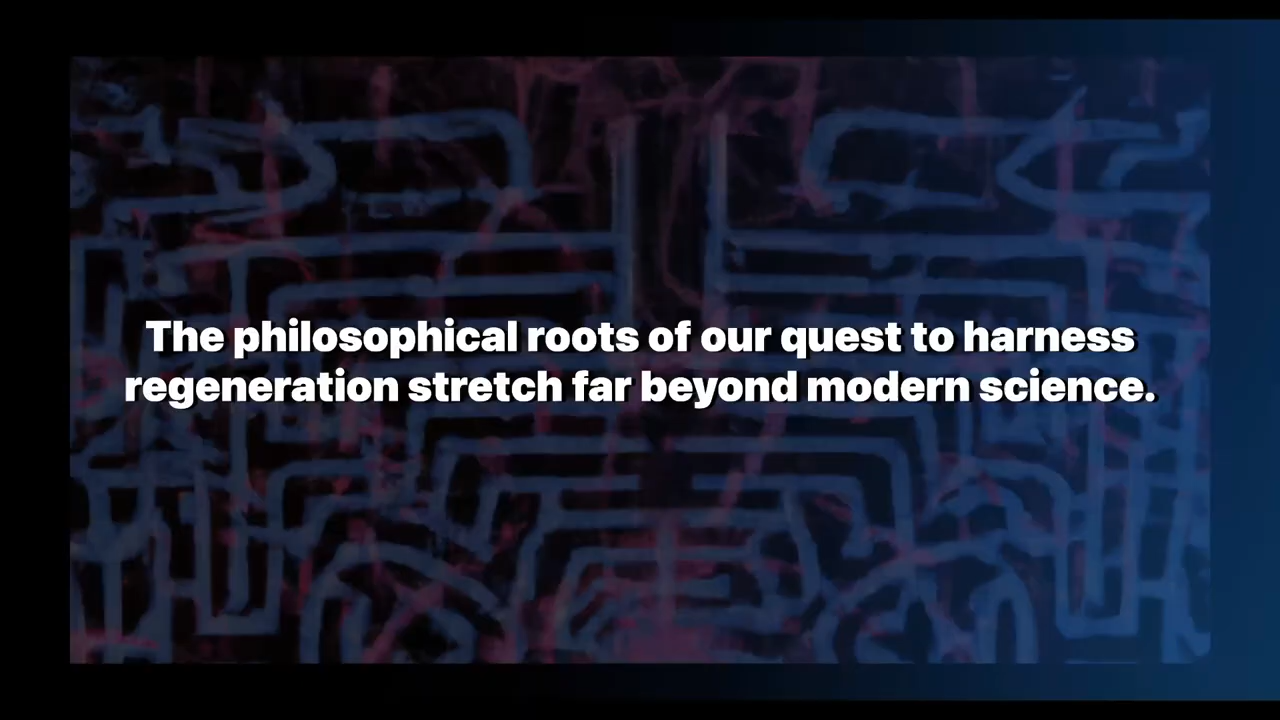 The philosophical roots of our quest to harness
regeneration stretch far beyond modern science.